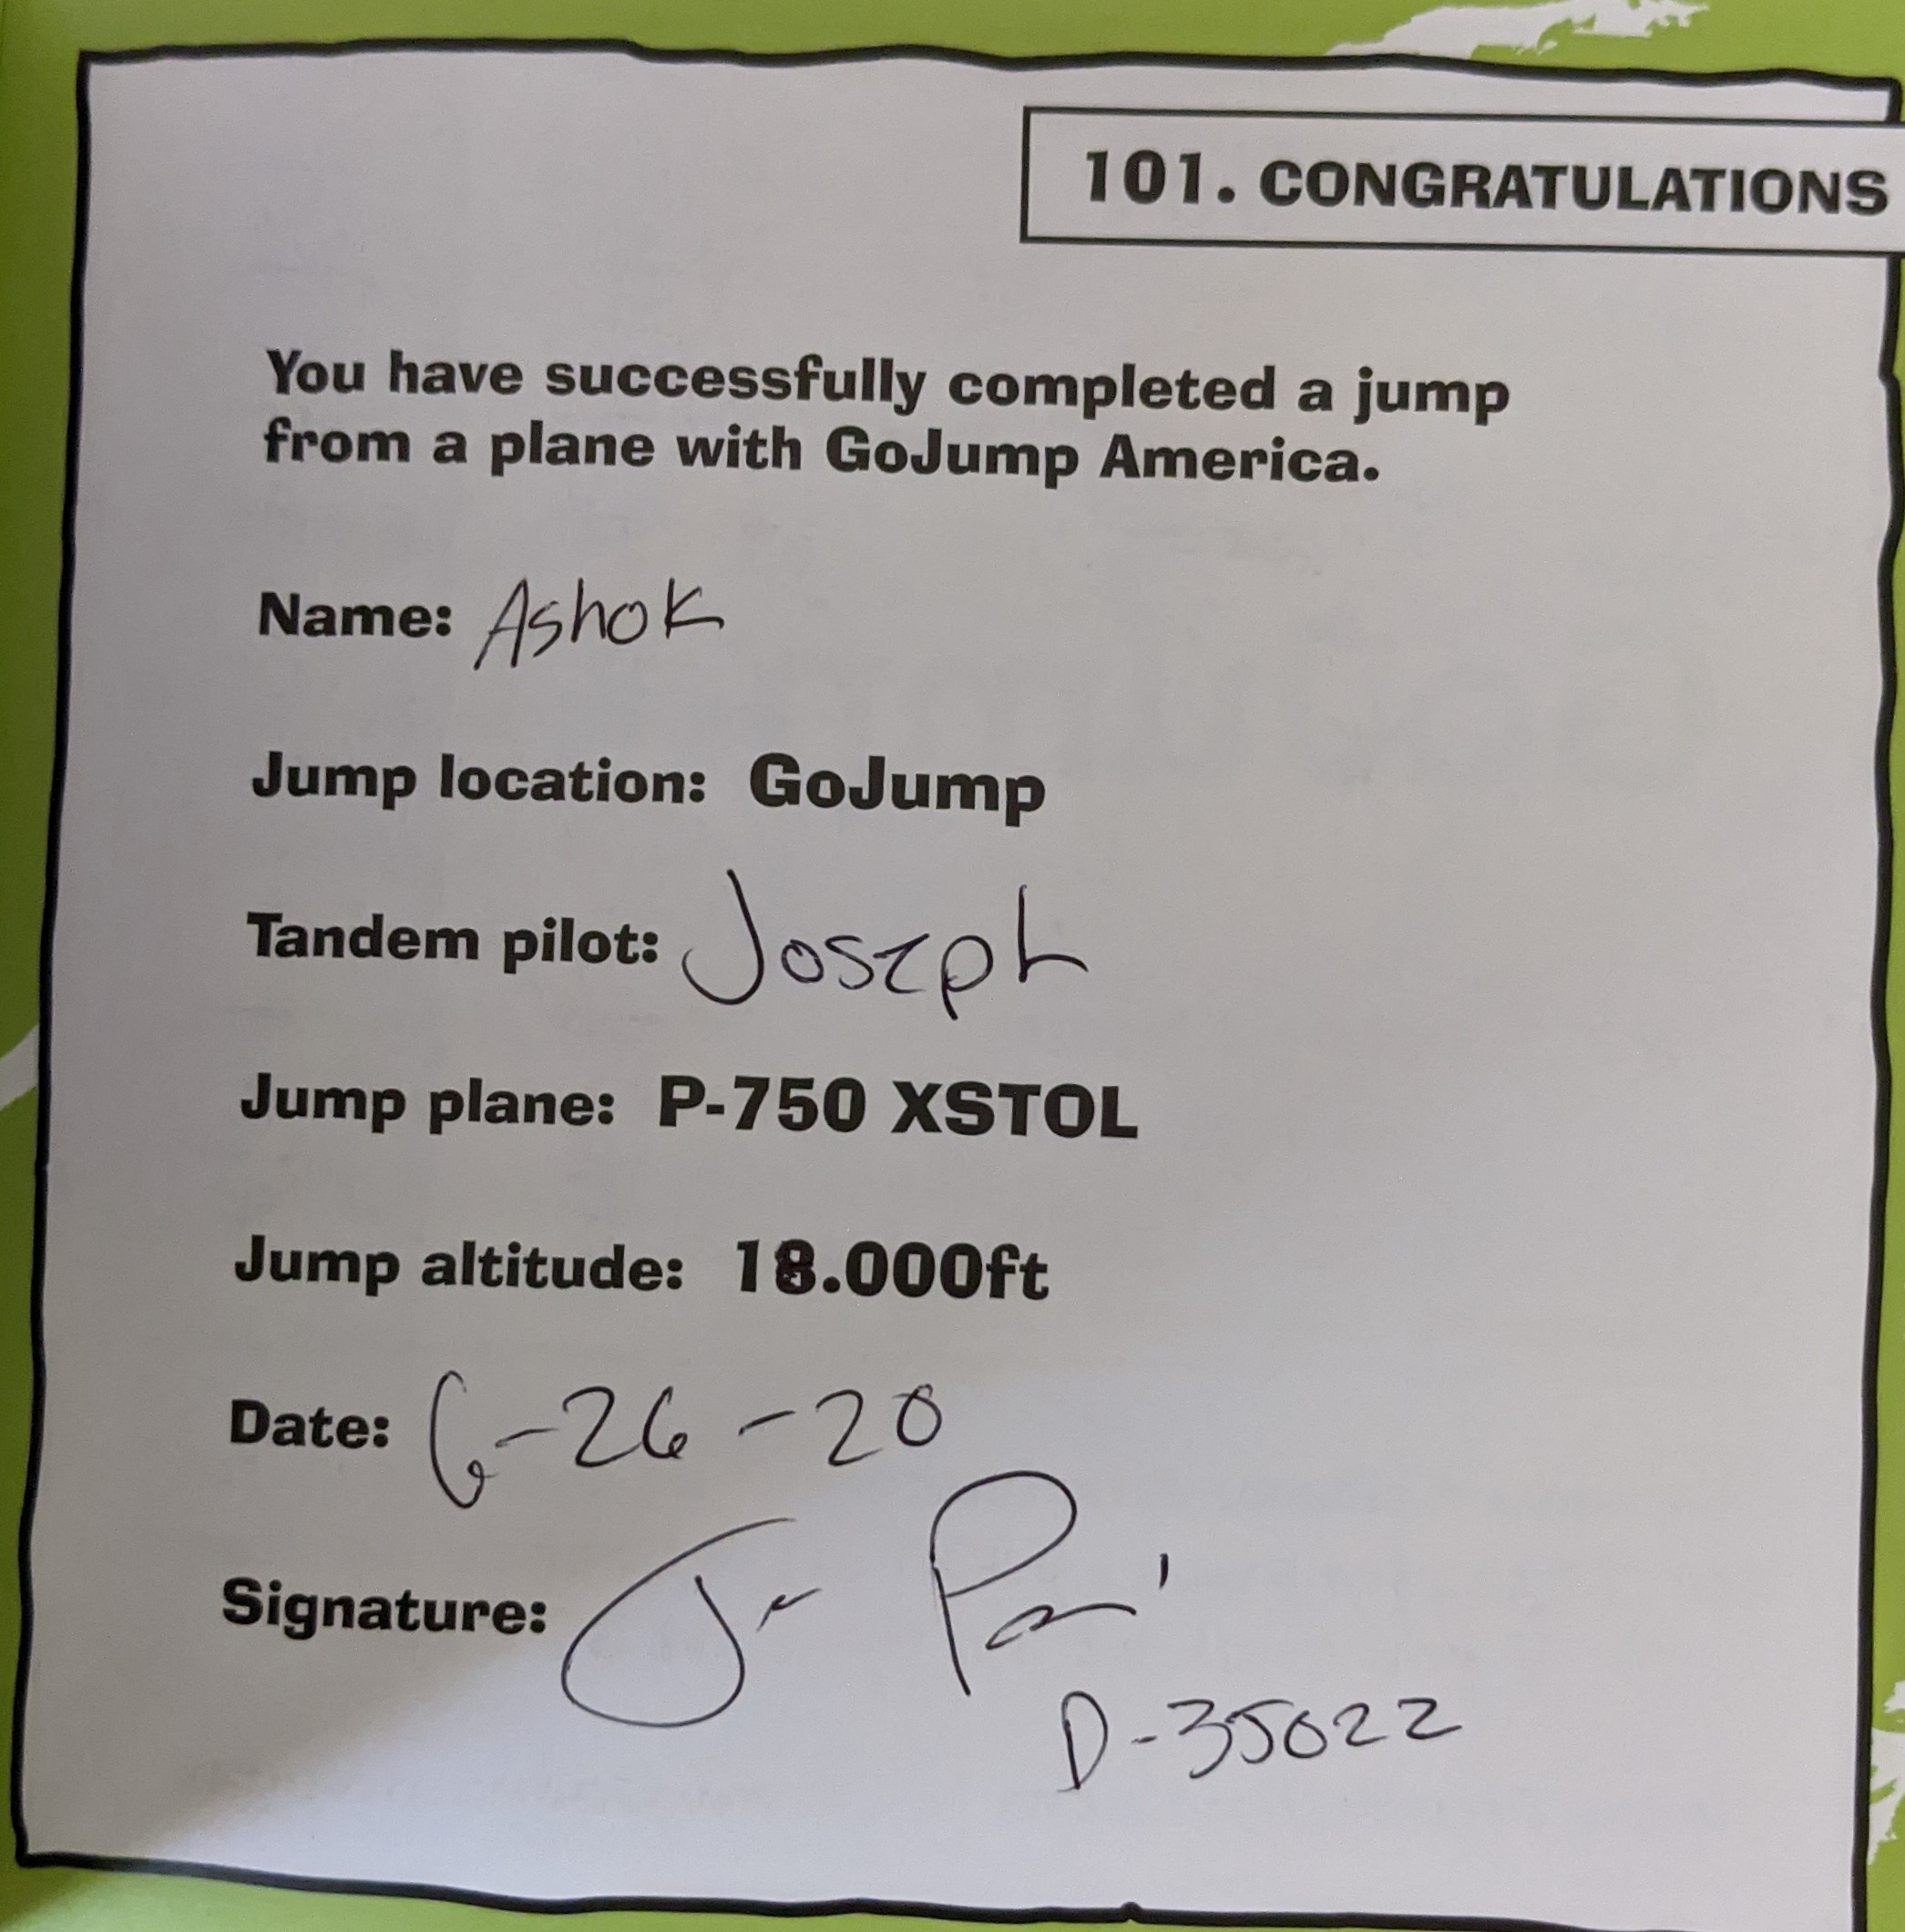 101. CONGRATULATIONS
You have successfully completed a jump
from a plane with GoJump America.
Name: Ashok
Jump location: GoJump
Tandem pilot: Joseph
Jump plane: P-750 XSTOL
Jump altitude: 18.000ft
Date: 6-26-20
Signature:
D-35022